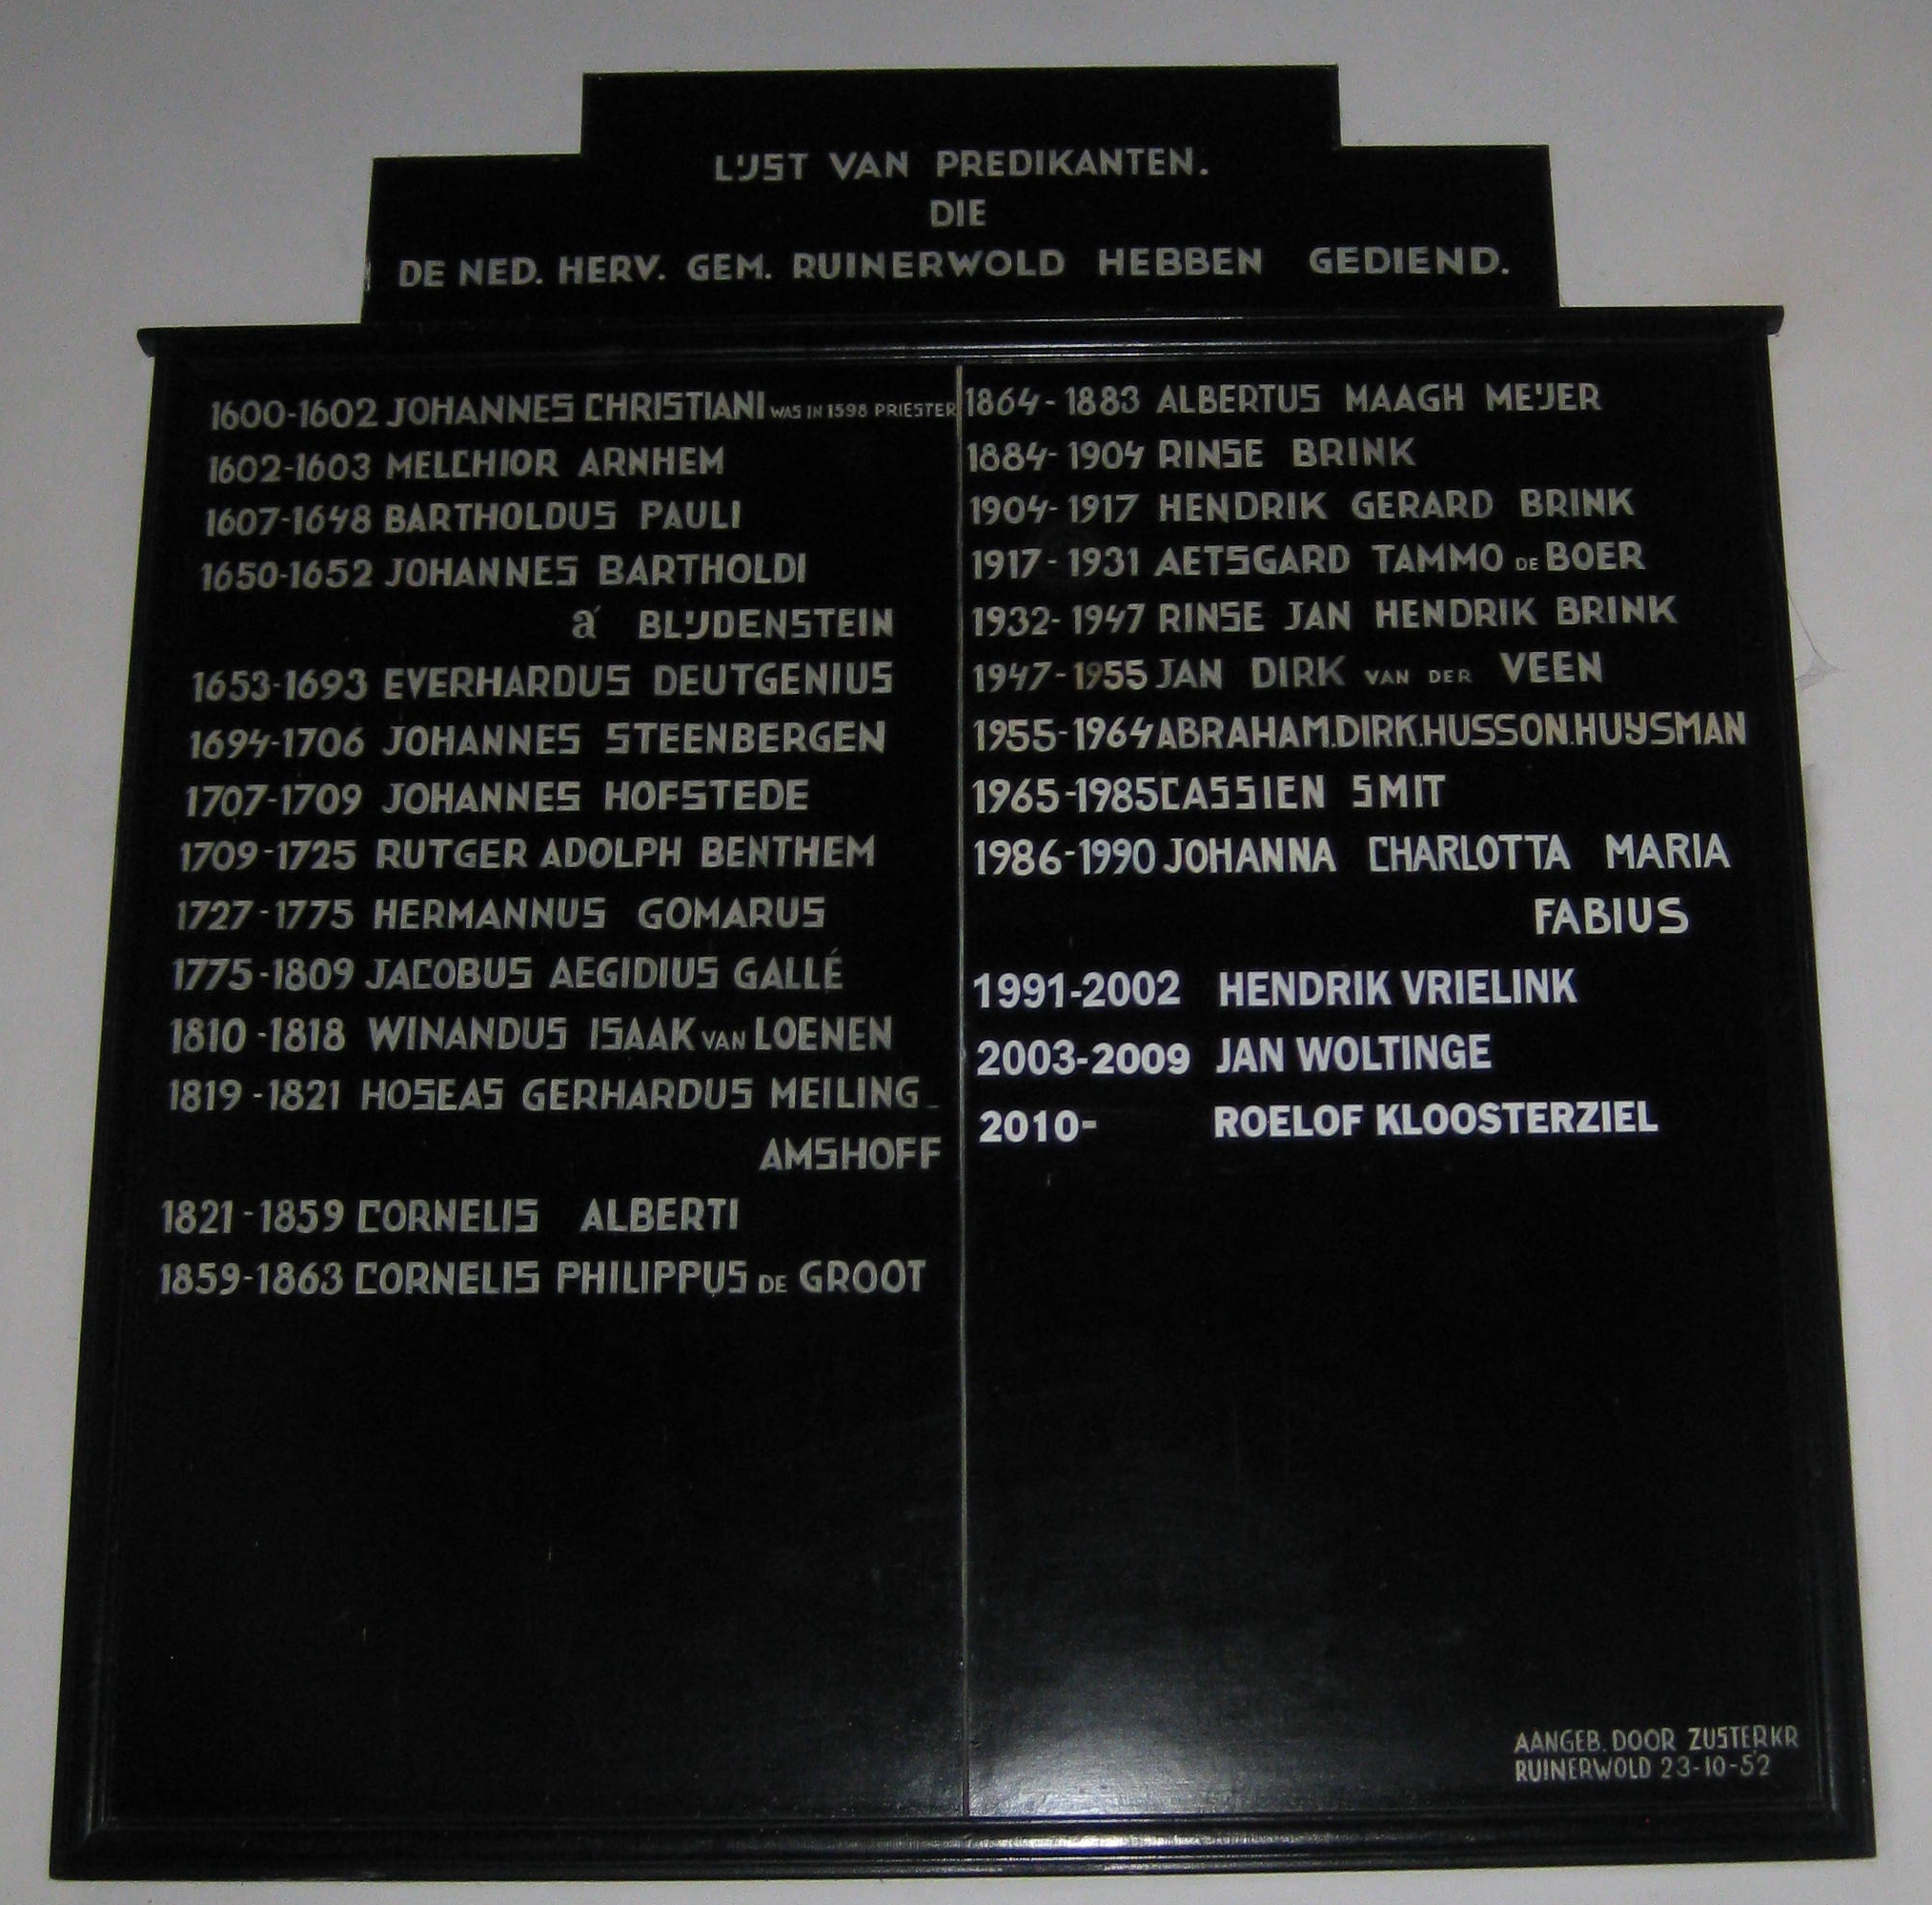 LIJST VAN PREDIKANTEN.
DIE
DE NED. HERV. GEM. RUINERWOLD HEBBEN GEDIEND.
1600-1602 JOHANNES CHRISTIANI WAS IN 1598 PRIESTER
1602-1603 MELCHIOR ARNHEM
1607-1648 BARTHOLDUS PAULI
1650-1652 JOHANNES BARTHOLDI
á BLIJDENSTEIN
1653-1693 EVERHARDUS DEUTGENIUS
1694-1706 JOHANNES STEENBERGEN
1707-1709 JOHANNES HOFSTEDE
1709-1725 RUTGER ADOLPH BENTHEM
1727-1775 HERMANNUS GOMARUS
1775-1809 JACOBUS AEGIDIUS GALLÉ
1810-1818 WINANDUS ISAAK VAN LOENEN
1819-1821 HOSEAS GERHARDUS MEILING-
AMSHOFF
1821-1859 CORNELIS ALBERTI
1859-1863 CORNELIS PHILIPPUS DE GROOT
1864-1883 ALBERTUS MAAGH MEIJER
1884-1904 RINSE BRINK
1904-1917 HENDRIK GERARD BRINK
1917-1931 AETSGARD TAMMO DE BOER
1932-1947 RINSE JAN HENDRIK BRINK
1947-1955 JAN DIRK VAN DER VEEN
1955-1964 ABRAHAM.DIRK.HUSSON.HUYSMAN
1965-1985 CASSIEN SMIT
1986-1990 JOHANNA CHARLOTTA MARIA
FABIUS
1991-2002 HENDRIK VRIELINK
2003-2009 JAN WOLTINGE
2010- ROELOF KLOOSTERZIEL
AANGEB. DOOR ZUSTERKR
RUINERWOLD 23-10-52